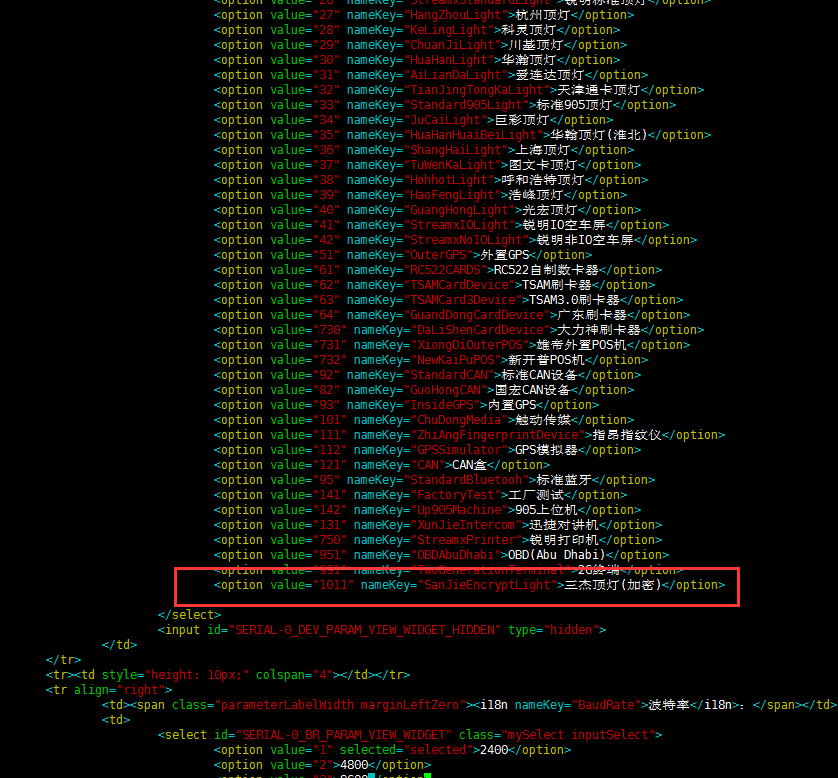 <option value="26" nameKey="StreamxStandardLight">锐明标准顶灯</option>
<option value="27" nameKey="HangZhouLight">杭州顶灯</option>
<option value="28" nameKey="KeLingLight">科灵顶灯</option>
<option value="29" nameKey="ChuanJiLight">川基顶灯</option>
<option value="30" nameKey="HuaHanLight">华瀚顶灯</option>
<option value="31" nameKey="AiLianDaLight">爱连达顶灯</option>
<option value="32" nameKey="TianJingTongKaLight">天津通卡顶灯</option>
<option value="33" nameKey="Standard905Light">标准905顶灯</option>
<option value="34" nameKey="JuCaiLight">巨彩顶灯</option>
<option value="35" nameKey="HuaHanHuaiBeiLight">华翰顶灯(淮北)</option>
<option value="36" nameKey="ShangHaiLight">上海顶灯</option>
<option value="37" nameKey="TuWenKaLight">图文卡顶灯</option>
<option value="38" nameKey="HohhotLight">呼和浩特顶灯</option>
<option value="39" nameKey="HaoFengLight">浩峰顶灯</option>
<option value="40" nameKey="GuangHongLight">光宏顶灯</option>
<option value="41" nameKey="StreamxIOLight">锐明IO空车屏</option>
<option value="42" nameKey="StreamxNoIOLight">锐明非IO空车屏</option>
<option value="51" nameKey="OuterGPS">外置GPS</option>
<option value="61" nameKey="RC522CARDS">RC522自制数卡器</option>
<option value="62" nameKey="TSAMCardDevice">TSAM刷卡器</option>
<option value="63" nameKey="TSAMCard3Device">TSAM3.0刷卡器</option>
<option value="64" nameKey="GuandDongCardDevice">广东刷卡器</option>
<option value="730" nameKey="DaLiShenCardDevice">大力神刷卡器</option>
<option value="731" nameKey="XiongDiOuterPOS">雄帝外置POS机</option>
<option value="732" nameKey="NewKaiPuPOS">新开普POS机</option>
<option value="92" nameKey="StandardCAN">标准CAN设备</option>
<option value="82" nameKey="GuoHongCAN">国宏CAN设备</option>
<option value="93" nameKey="InsideGPS">内置GPS</option>
<option value="101" nameKey="ChuDongMedia">触动传媒</option>
<option value="111" nameKey="ZhiAngFingerprintDevice">指昂指纹仪</option>
<option value="112" nameKey="GPSSimulator">GPS模拟器</option>
<option value="121" nameKey="CAN">CAN盒</option>
<option value="95" nameKey="StandardBluetooh">标准蓝牙</option>
<option value="141" nameKey="FactoryTest">工厂测试</option>
<option value="142" nameKey="Up905Machine">905上位机</option>
<option value="131" nameKey="XunJieIntercom">迅捷对讲机</option>
<option value="750" nameKey="StreamxPrinter">锐明打印机</option>
<option value="951" nameKey="OBDAbuDhabi">OBD(Abu Dhabi)</option>
<option value="991" nameKey="TwoGenerationTerminal">2G终端</option>
<option value="1011" nameKey="SanJieEncryptLight">三杰顶灯(加密)</option>
</select>
<input id="SERIAL-0_DEV_PARAM_VIEW_WIDGET_HIDDEN" type="hidden">
</td>
</tr>
<tr><td style="height: 10px;" colspan="4"></td></tr>
<tr align="right">
<td><span class="parameterLabelWidth marginLeftZero"><i18n nameKey="BaudRate">波特率</i18n>：</span></td>
<td>
<select id="SERIAL-0_BR_PARAM_VIEW_WIDGET" class="mySelect inputSelect">
<option value="1" selected="selected">2400</option>
<option value="2">4800</option>
<option value="3">9600</option>